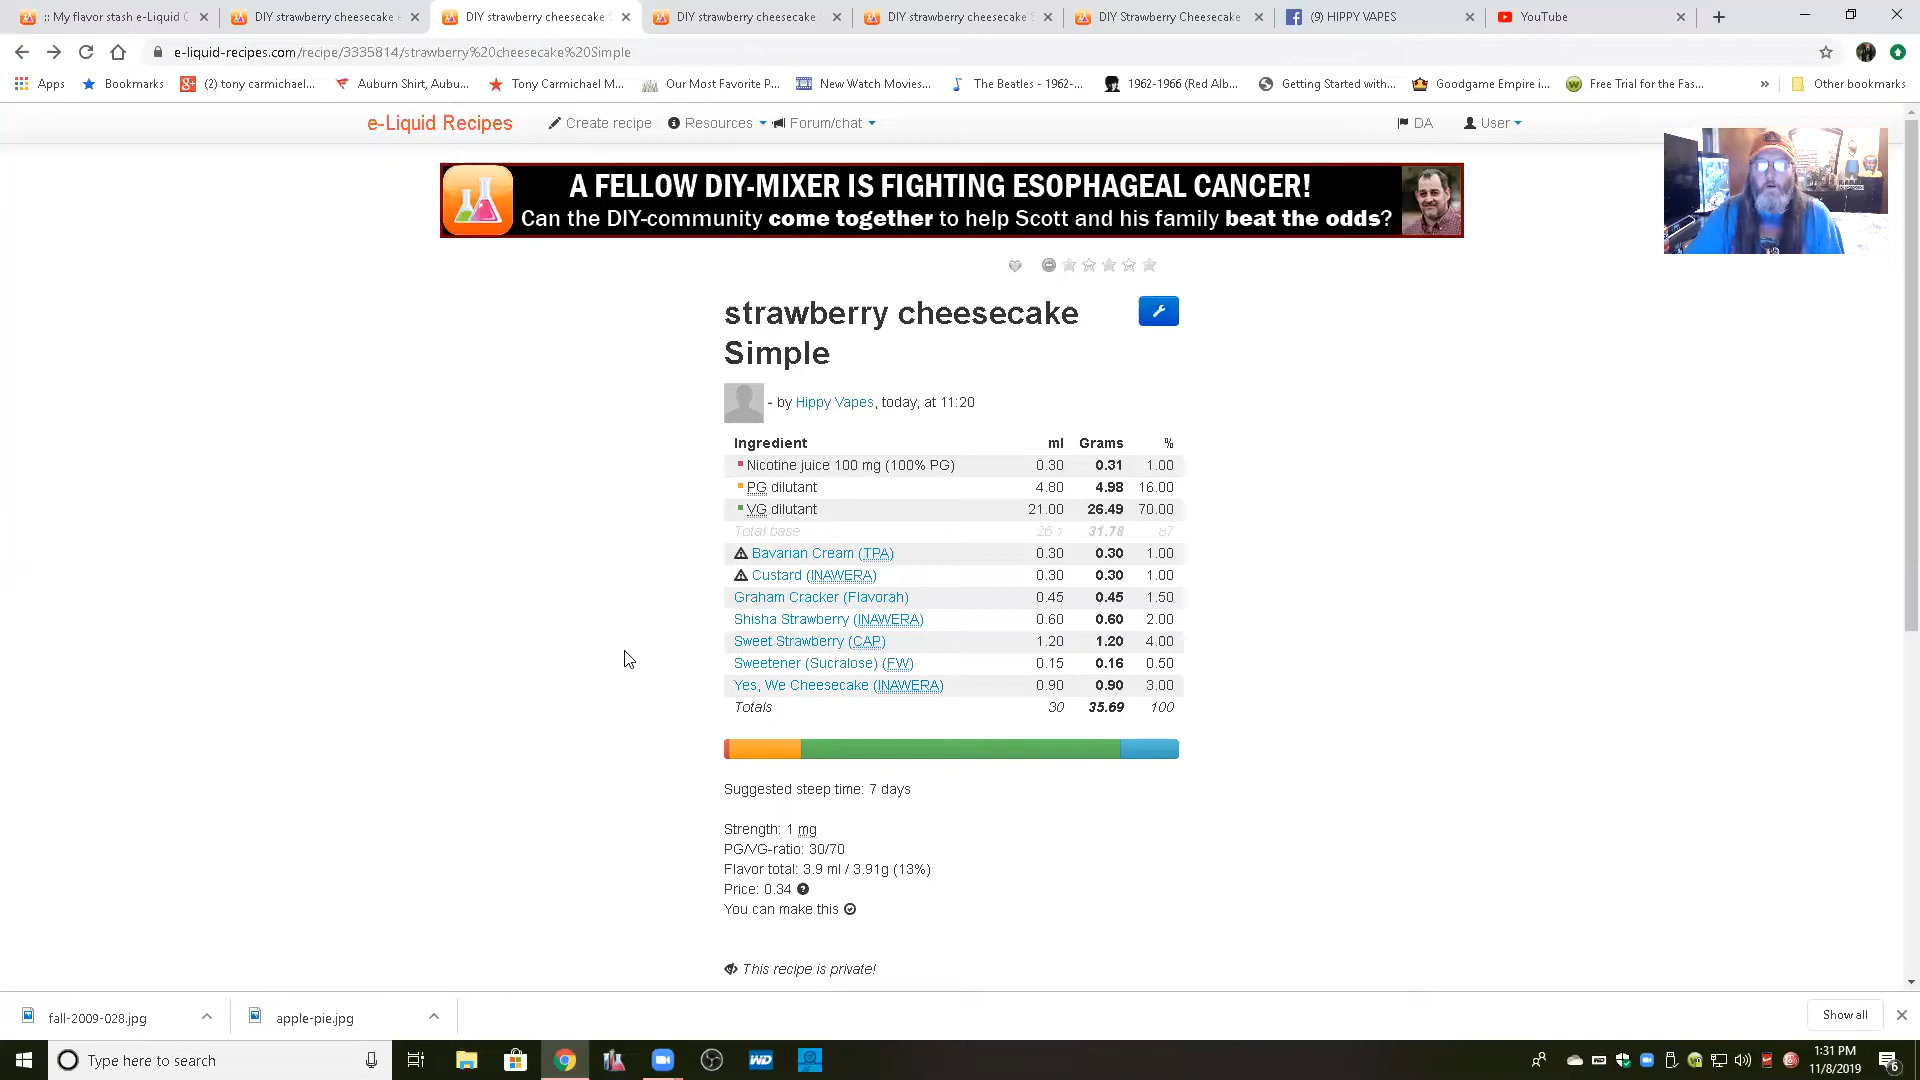 :: My flavor stash e-Liquid
DIY strawberry cheesecake
DIY strawberry cheesecake
DIY strawberry cheesecake
DIY strawberry cheesecake
DIY Strawberry Cheesecake
(9) HIPPY VAPES
YouTube
e-liquid-recipes.com/recipe/3335814/strawberry%20cheesecake%20Simple
Apps
Bookmarks
(2) tony carmichael...
Auburn Shirt, Aubu...
Tony Carmichael M...
Our Most Favorite P...
New Watch Movies...
The Beatles - 1962-...
1962-1966 (Red Alb...
Getting Started with...
Goodgame Empire i...
Free Trial for the Fas...
»
Other bookmarks
e-Liquid Recipes
Create recipe
Resources
Forum/chat
DA
User
A FELLOW DIY-MIXER IS FIGHTING ESOPHAGEAL CANCER!
Can the DIY-community come together to help Scott and his family beat the odds?
strawberry cheesecake
Simple
- by Hippy Vapes, today, at 11:20
Ingredient ml Grams %
Nicotine juice 100 mg (100% PG) 0.30 0.31 1.00
PG dilutant 4.80 4.98 16.00
VG dilutant 21.00 26.49 70.00
Total base 26.1 31.78 87
Bavarian Cream (TPA) 0.30 0.30 1.00
Custard (INAWERA) 0.30 0.30 1.00
Graham Cracker (Flavorah) 0.45 0.45 1.50
Shisha Strawberry (INAWERA) 0.60 0.60 2.00
Sweet Strawberry (CAP) 1.20 1.20 4.00
Sweetener (Sucralose) (FW) 0.15 0.16 0.50
Yes, We Cheesecake (INAWERA) 0.90 0.90 3.00
Totals 30 35.69 100
Suggested steep time: 7 days
Strength: 1 mg
PG/VG-ratio: 30/70
Flavor total: 3.9 ml / 3.91g (13%)
Price: 0.34
You can make this
This recipe is private!
fall-2009-028.jpg
apple-pie.jpg
Show all
Type here to search
WD
1:31 PM
11/8/2019
6